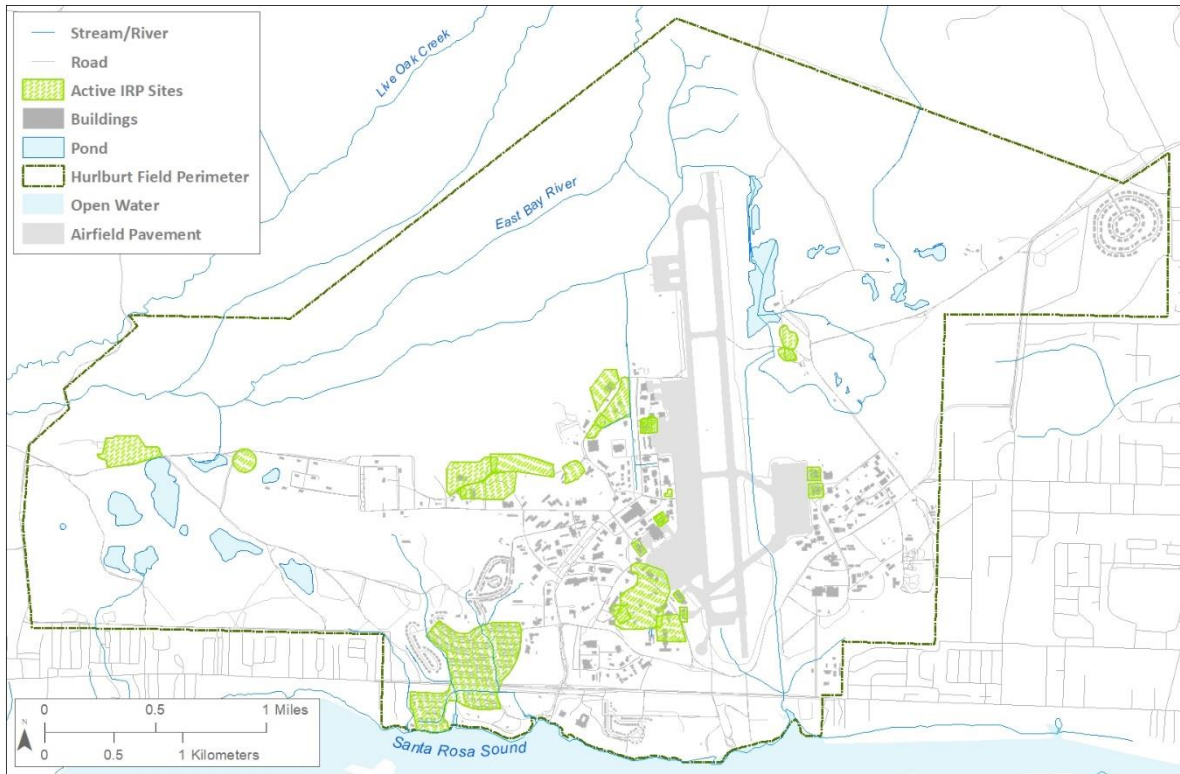 Stream/River
Road
Active IRP Sites
Buildings
Pond
Hurlburt Field Perimeter
Open Water
Airfield Pavement
Live Oak Creek
East Bay River
0 0.5 1 Miles
N
0 0.5 1 Kilometers
Santa Rosa Sound